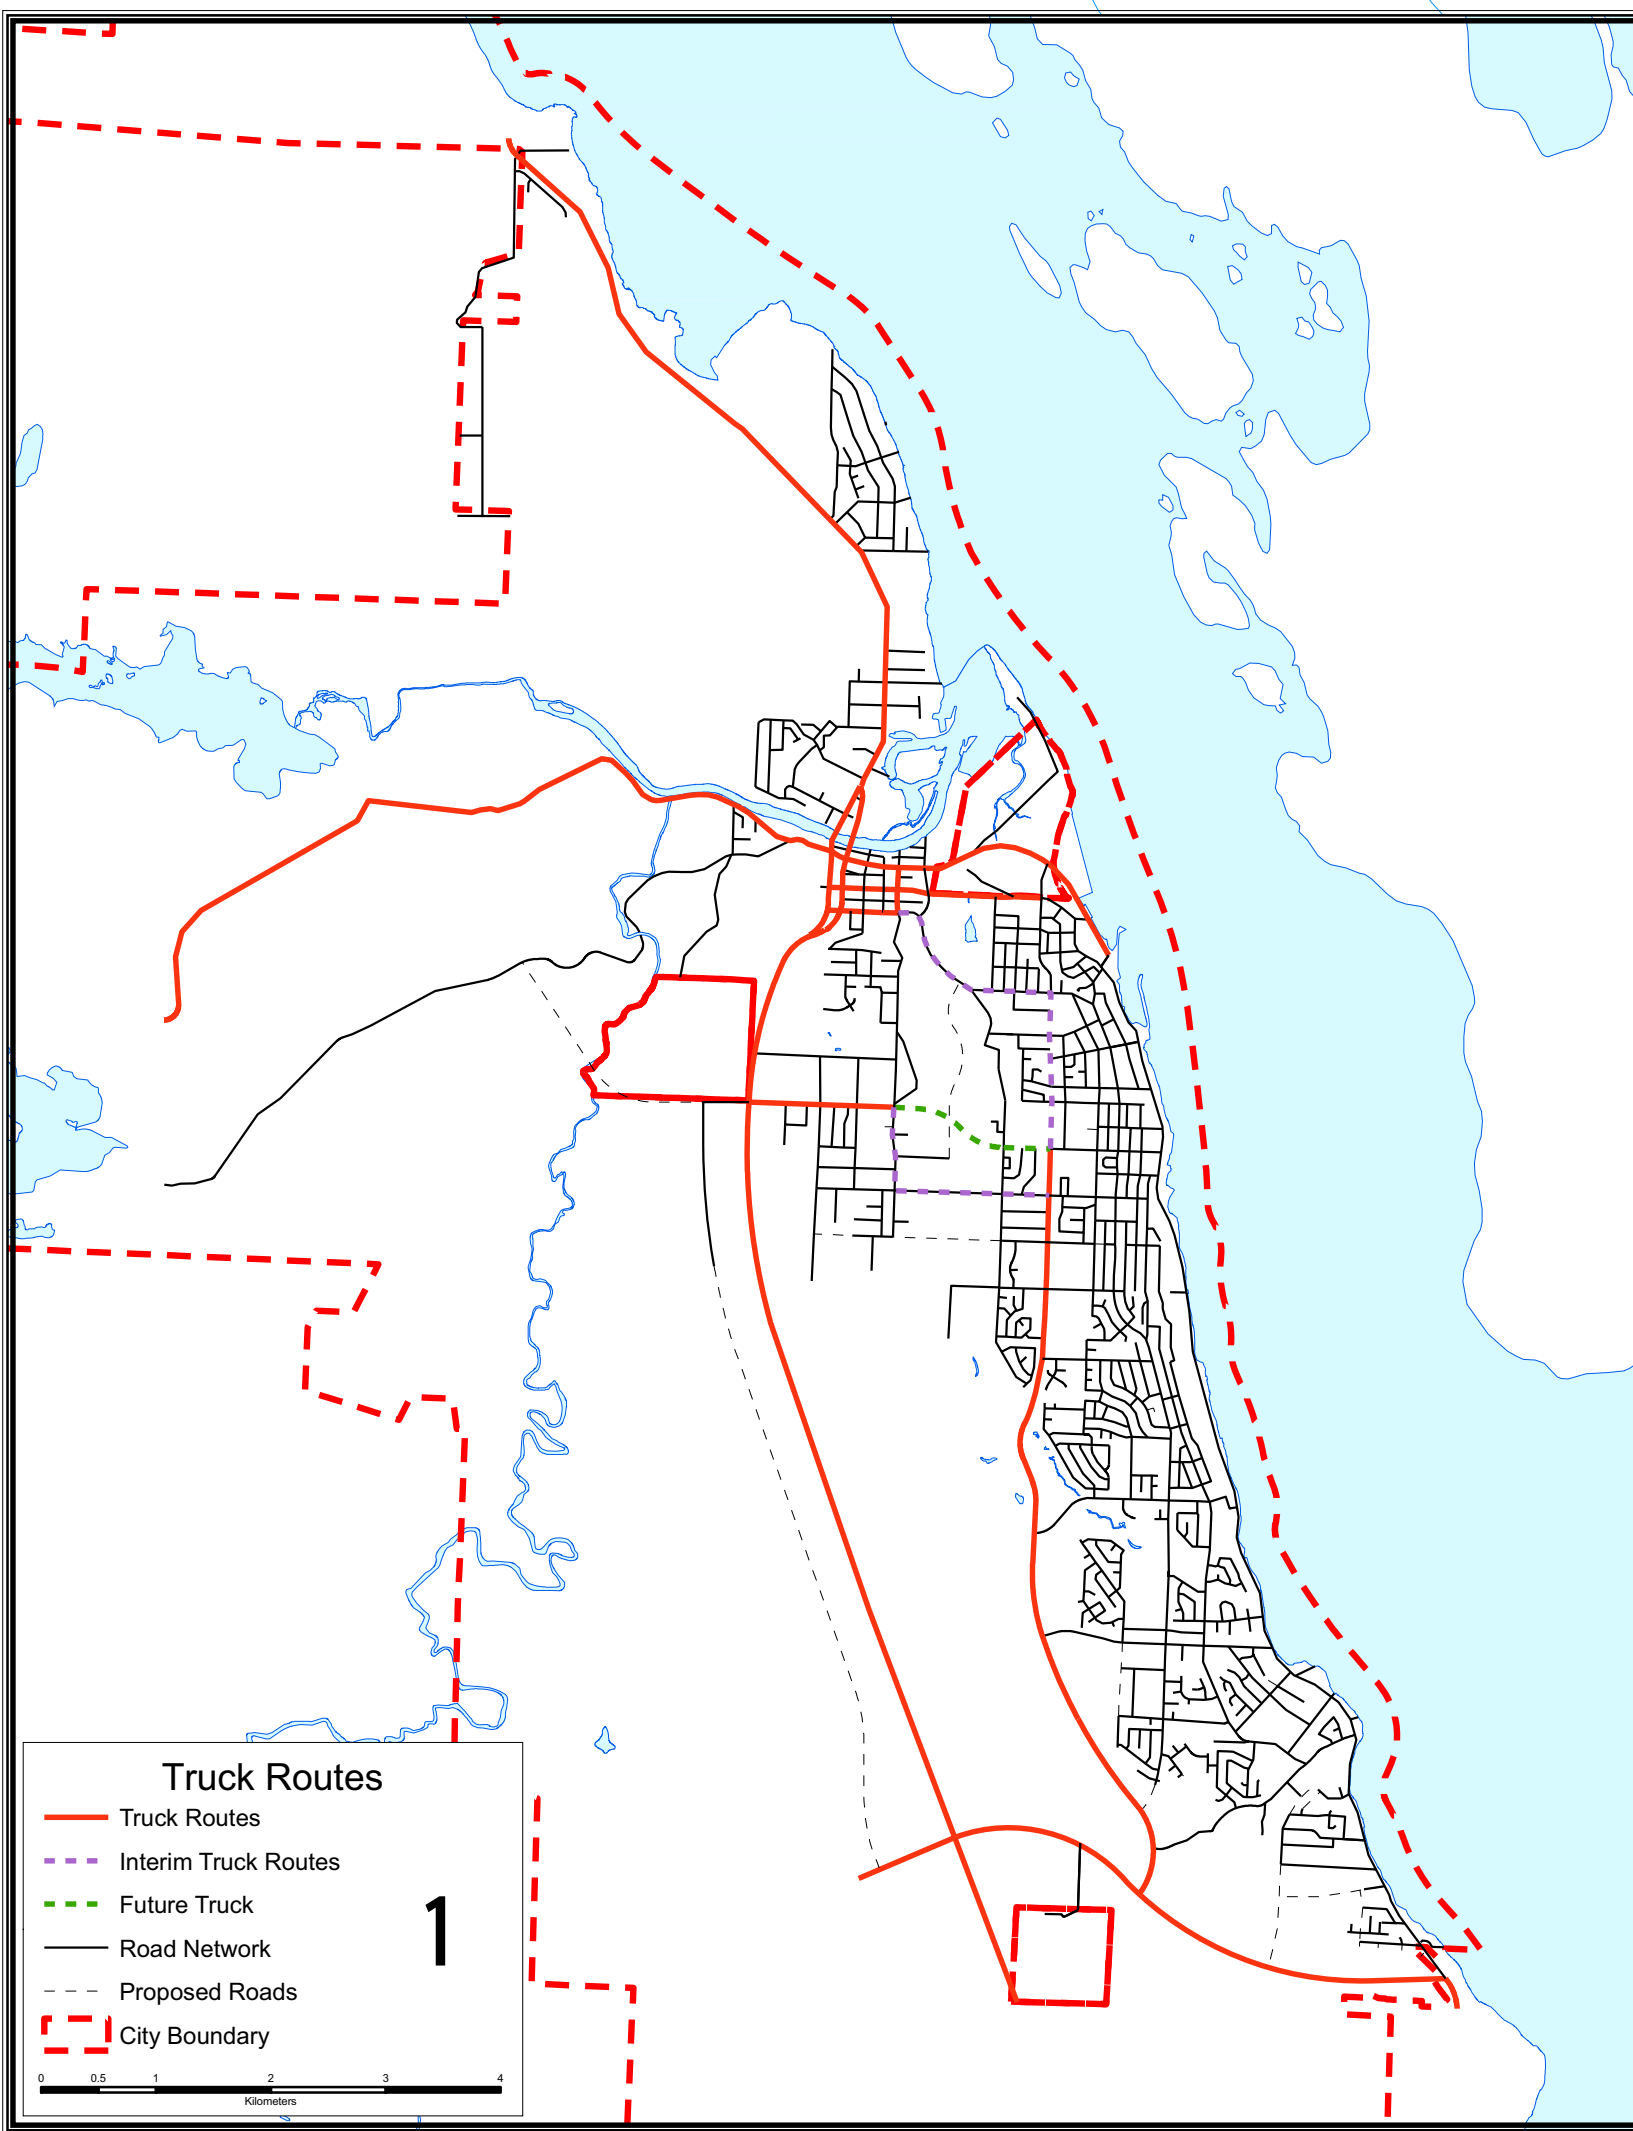 Truck Routes
Truck Routes
Interim Truck Routes
Future Truck
Road Network
Proposed Roads
City Boundary
1
0 0.5 1 2 3 4
Kilometers